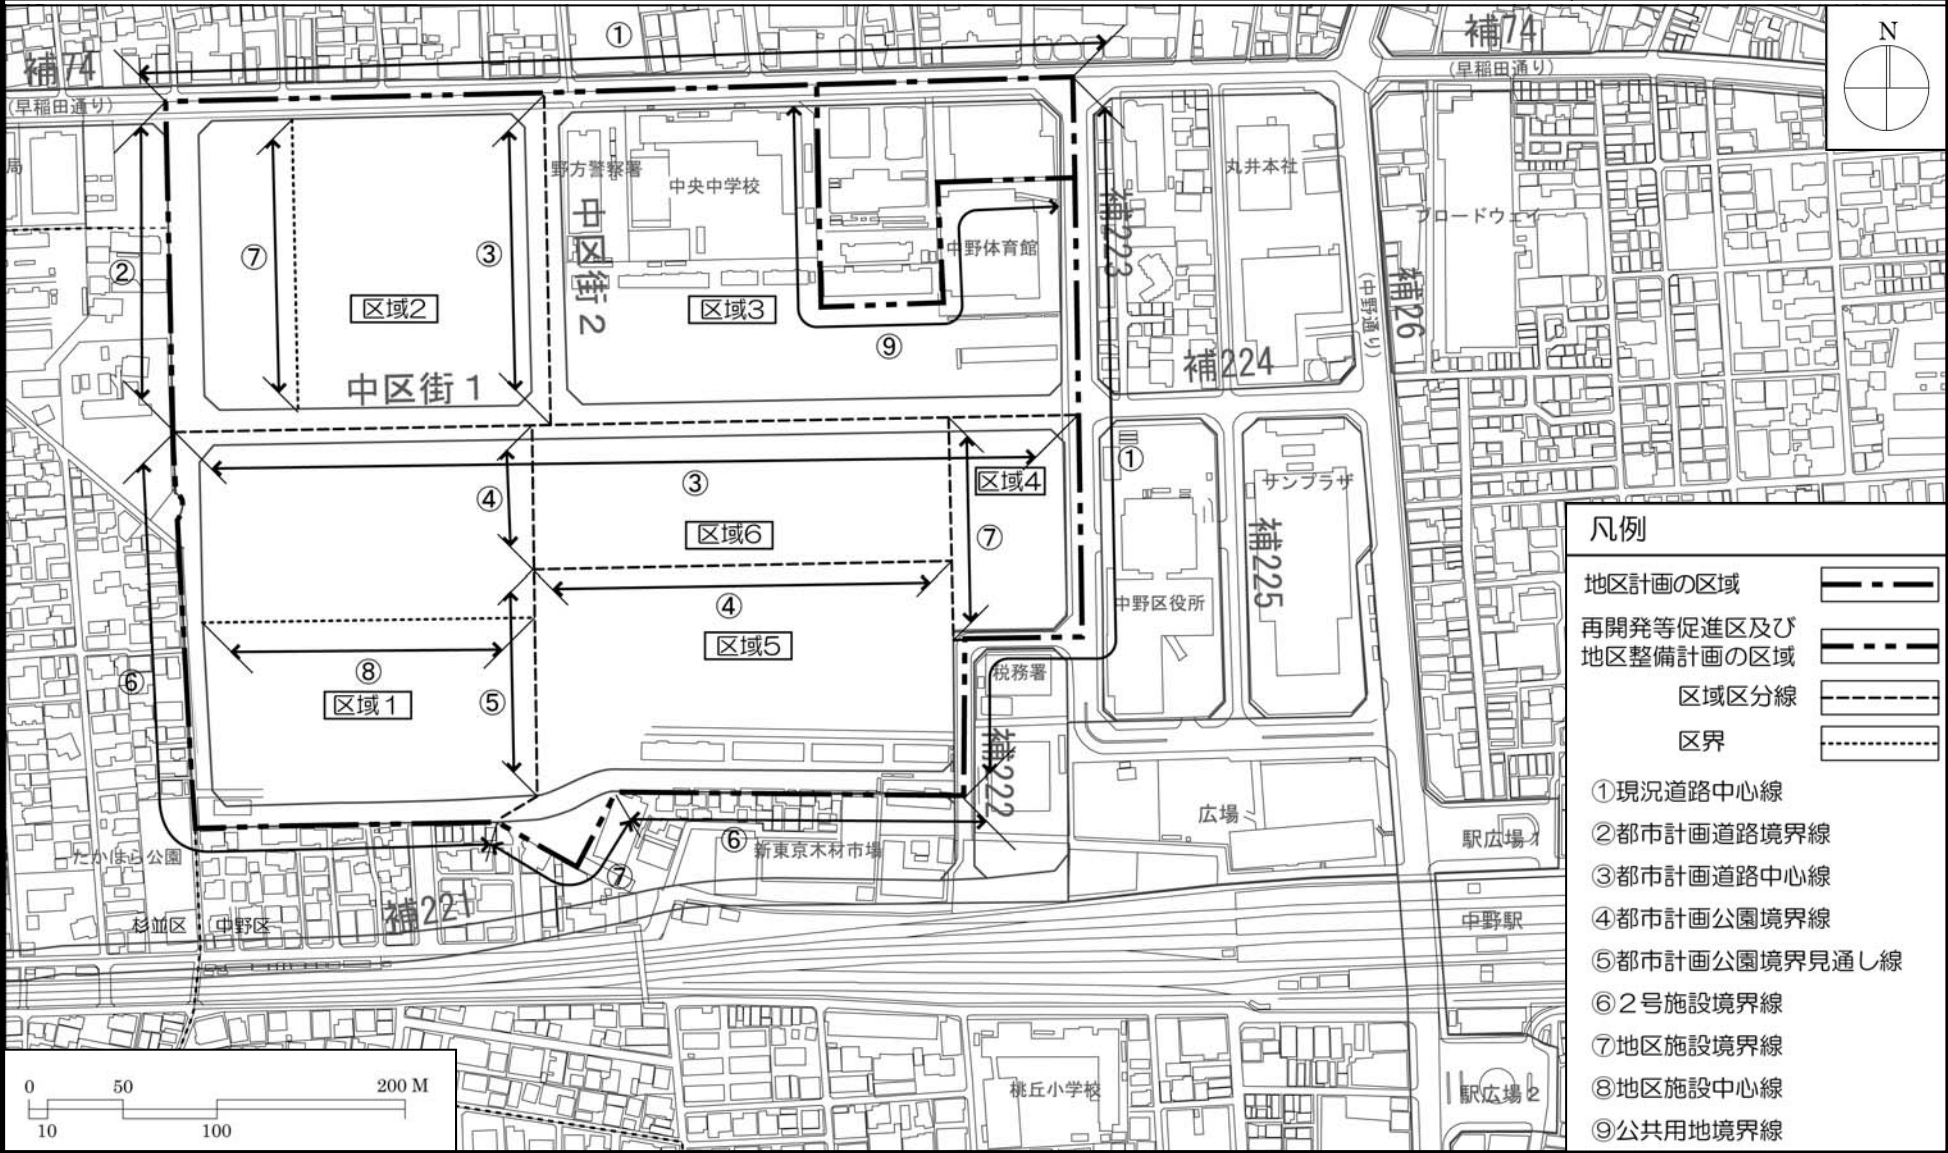 ①
補74
補74
N
(早稲田通り)
(早稲田通り)
局
野方警察署
中央中学校
丸井本社
②
⑦
③
中区街2
補223
ブロードウェイ
中野体育館
区域2
区域3
⑨
(中野通り)
補26
中区街1
補224
①
③
④
区域4
サンプラザ
区域6
⑦
補225
④
中野区役所
区域5
⑧
⑥
区域1
⑤
税務署
補222
広場
⑥
新東京木材市場
駅広場1
たかはら公園
⑦
補221
杉並区
中野区
中野駅
桃丘小学校
駅広場2
凡例
地区計画の区域
再開発等促進区及び
地区整備計画の区域
区域区分線
区界
①現況道路中心線
②都市計画道路境界線
③都市計画道路中心線
④都市計画公園境界線
⑤都市計画公園境界見通し線
⑥2号施設境界線
⑦地区施設境界線
⑧地区施設中心線
⑨公共用地境界線
0 50 200 M
10 100